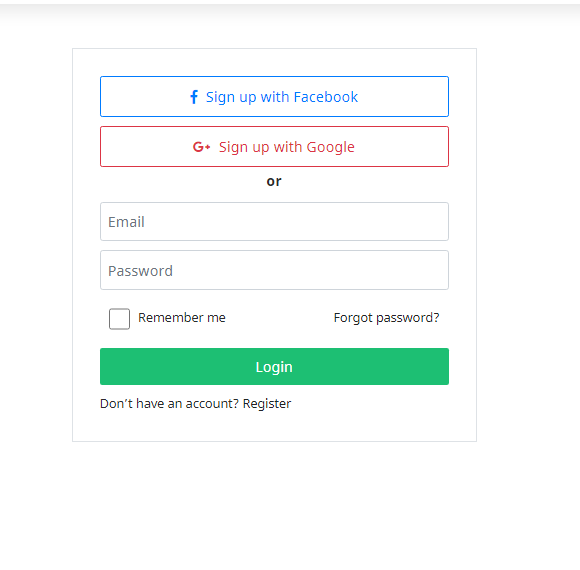 Sign up with Facebook
G+ Sign up with Google
or
Email
Password
Remember me Forgot password?
Login
Don't have an account? Register